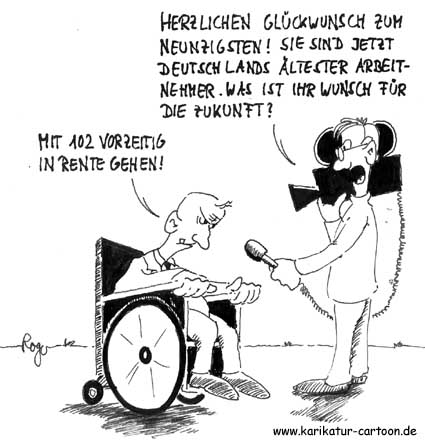 HERZLICHEN GLÜCKWUNSCH ZUM
NEUNZIGSTEN! SIE SIND JETZT
DEUTSCHLANDS ÄLTESTER ARBEIT-
NEHMER. WAS IST IHR WUNSCH FÜR
DIE ZUKUNFT?
MIT 102 VORZEITIG
IN RENTE GEHEN!
www.karikatur-cartoon.de